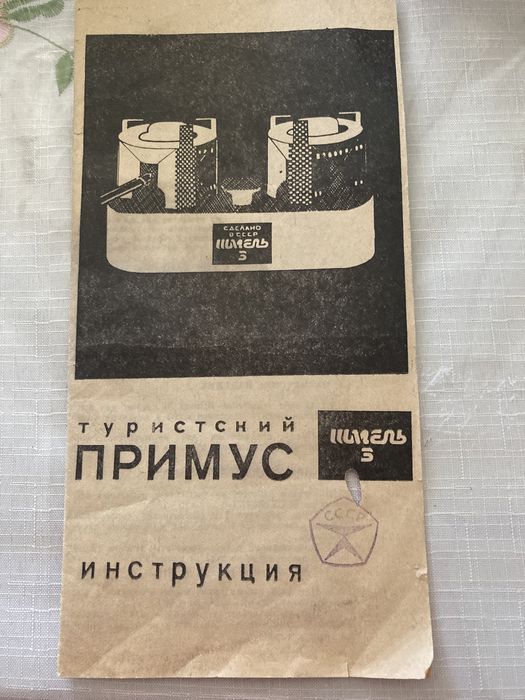 СДЕЛАНО
В СССР
ШМЕЛЬ
3
туристский
ПРИМУС
ШМЕЛЬ
3
СССР
инструкция